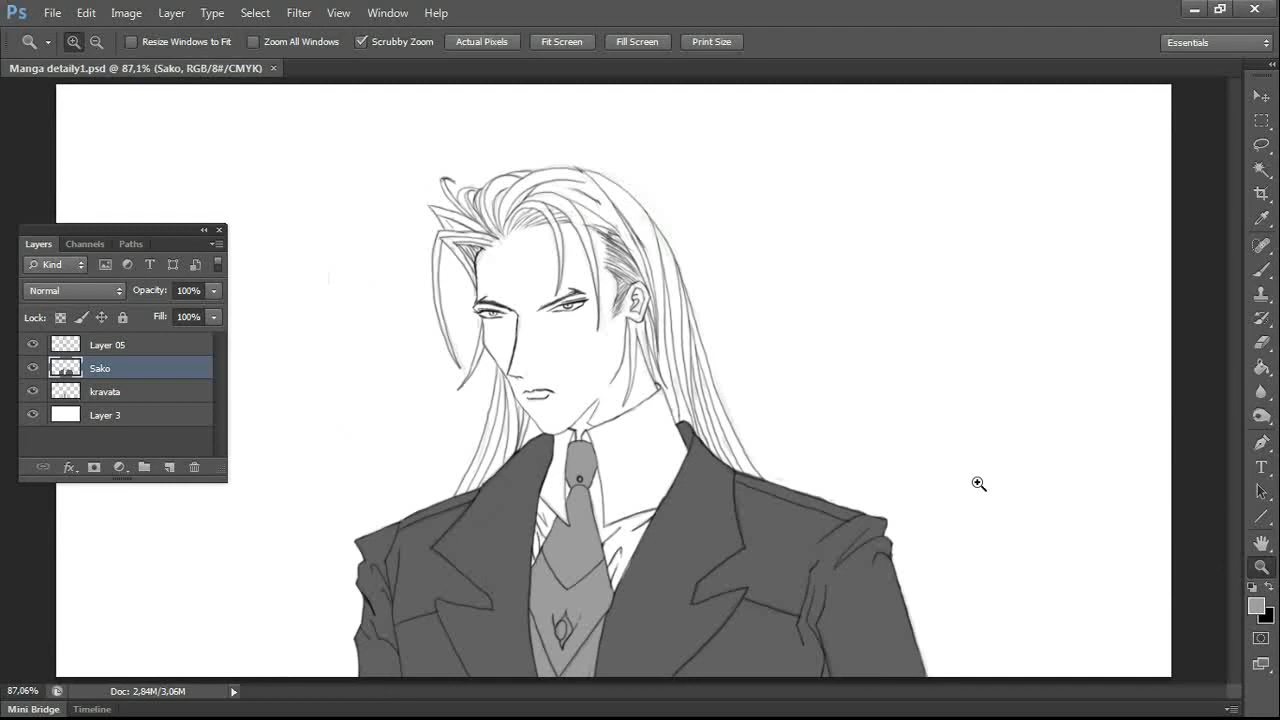 Ps File Edit Image Layer Type Select Filter View Window Help
Resize Windows to Fit Zoom All Windows Scrubby Zoom Actual Pixels Fit Screen Fill Screen Print Size Essentials
Manga detaily1.psd @ 87,1% (Sako, RGB/8#/CMYK) ×
Layers Channels Paths
Kind T
Normal Opacity: 100%
Lock: Fill: 100%
Layer 05
Sako
kravata
Layer 3
fx
87,06% Doc: 2,84M/3,06M
Mini Bridge Timeline